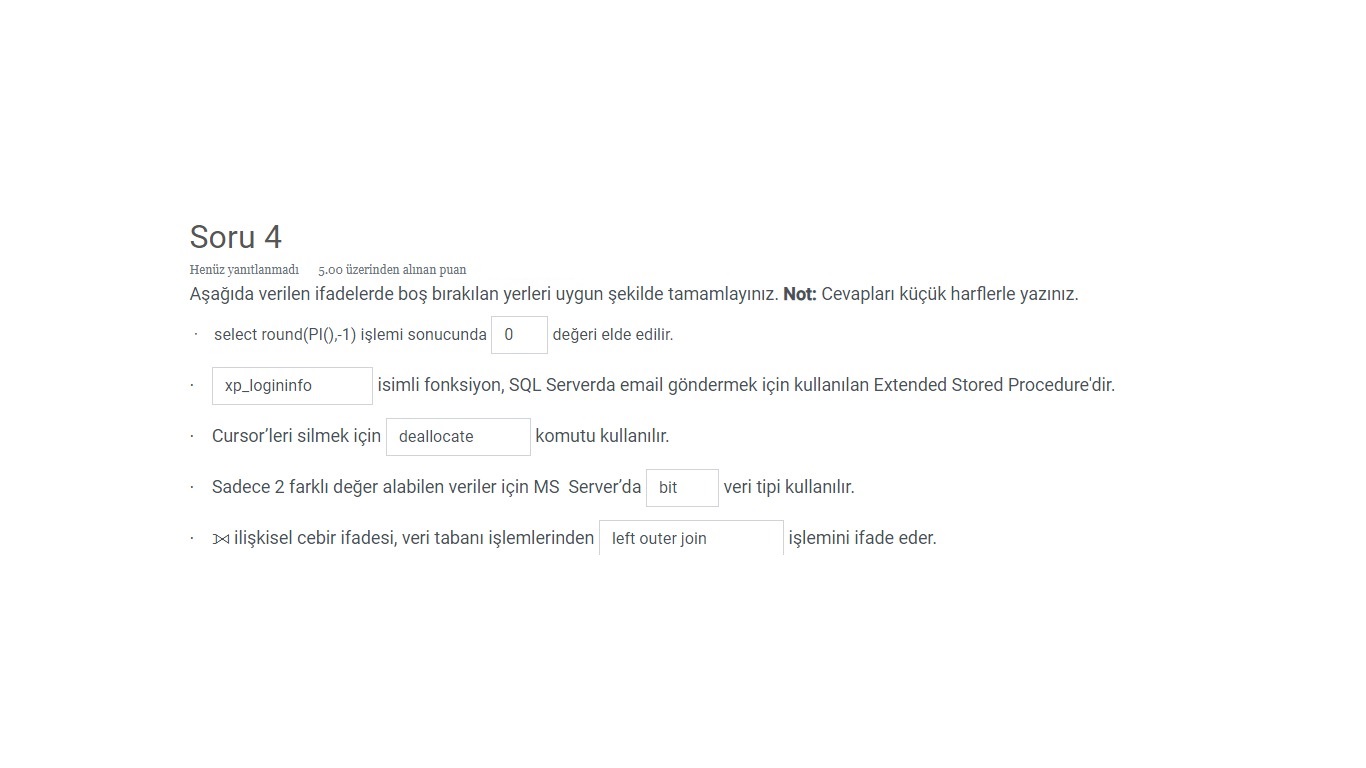 Soru 4
Henüz yanıtlanmadı 5.00 üzerinden alınan puan
Aşağıda verilen ifadelerde boş bırakılan yerleri uygun şekilde tamamlayınız. Not: Cevapları küçük harflerle yazınız.
· select round(PI(),-1) işlemi sonucunda 0 değeri elde edilir.
· xp_logininfo isimli fonksiyon, SQL Serverda email göndermek için kullanılan Extended Stored Procedure'dir.
· Cursor’leri silmek için deallocate komutu kullanılır.
· Sadece 2 farklı değer alabilen veriler için MS Server’da bit veri tipi kullanılır.
· ⟕ ilişkisel cebir ifadesi, veri tabanı işlemlerinden left outer join işlemini ifade eder.